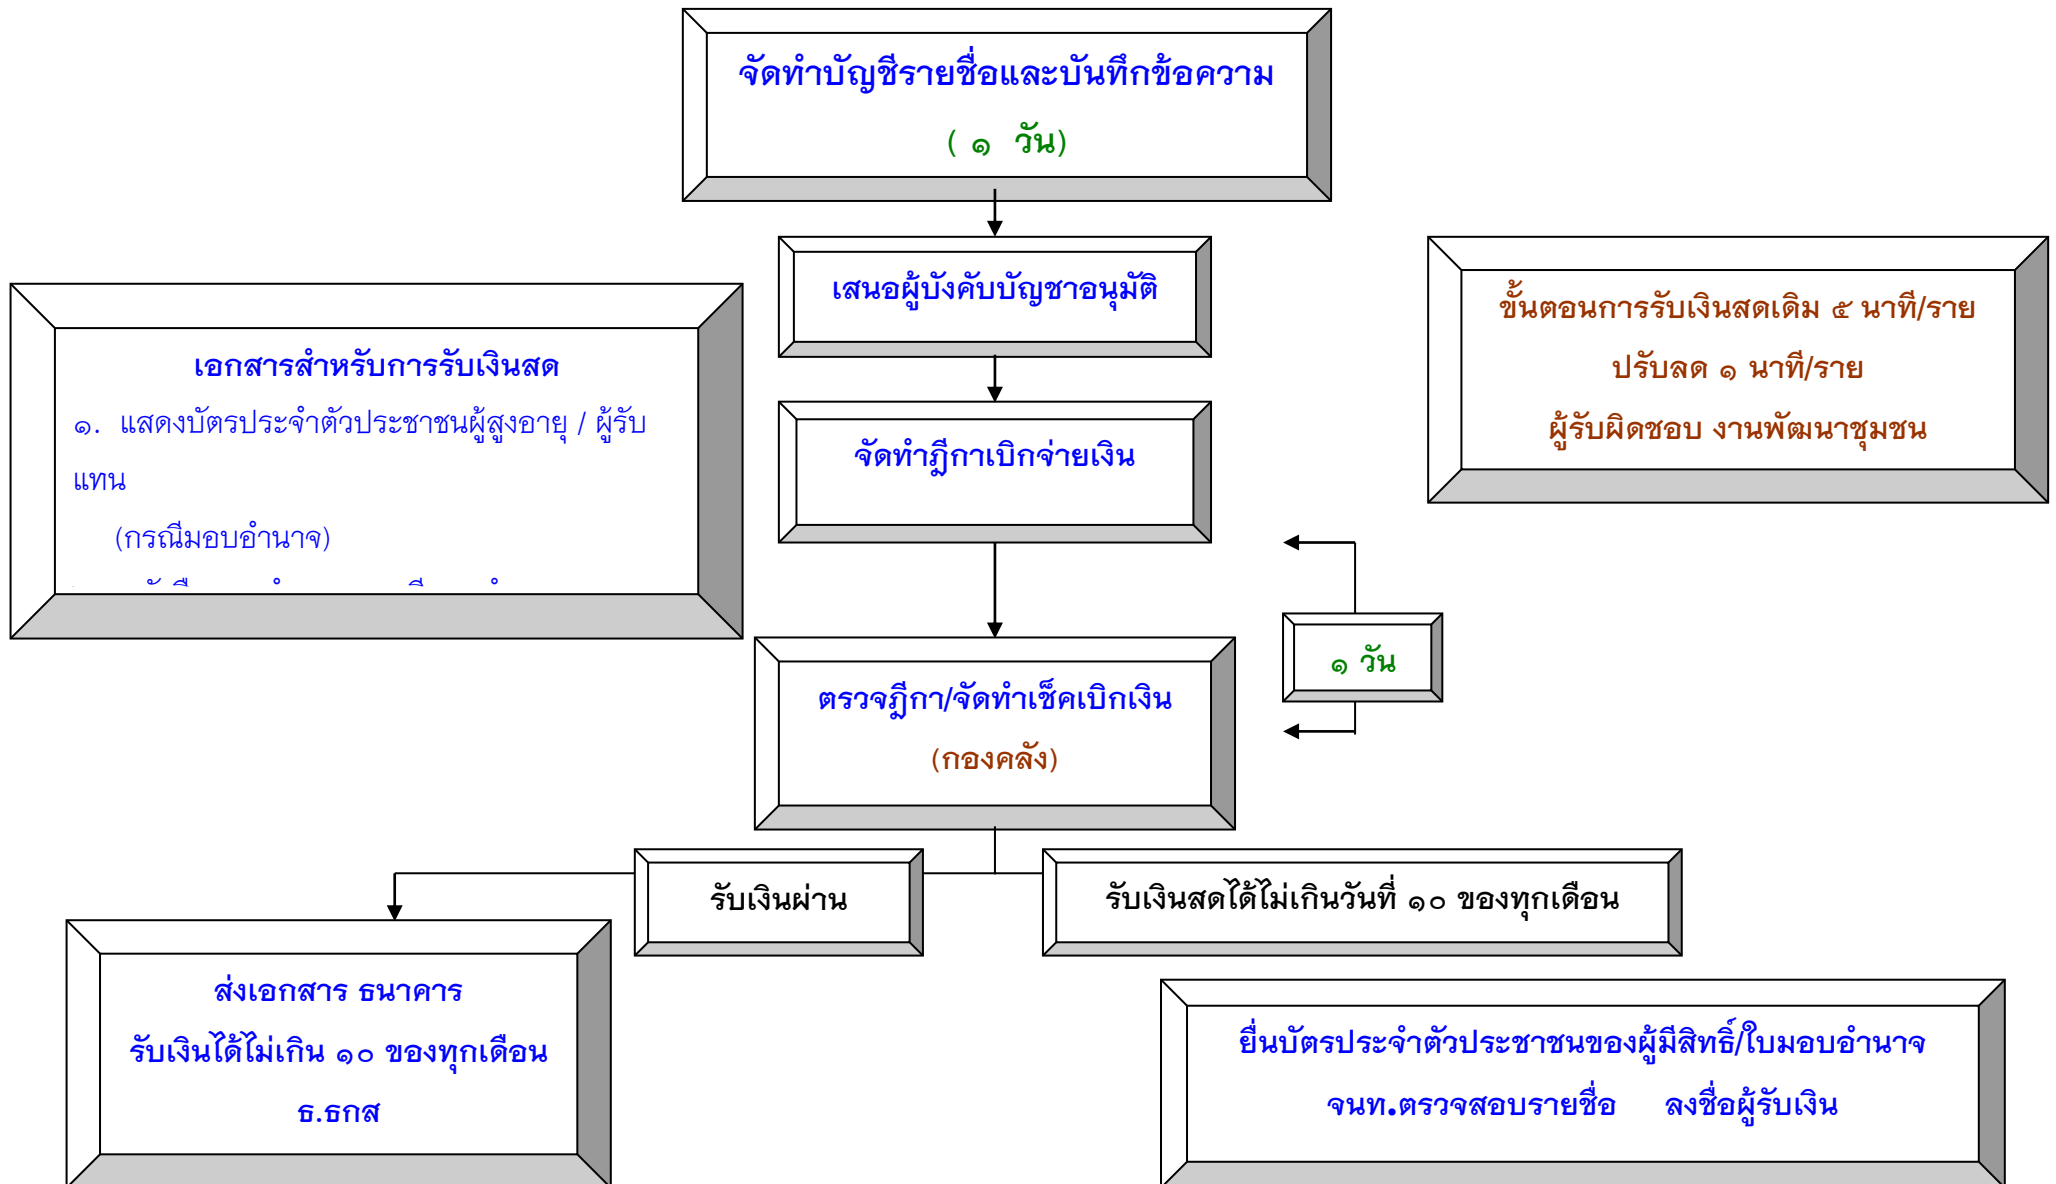 จัดทำบัญชีรายชื่อและบันทึกข้อความ
( ๑ วัน)
เสนอผู้บังคับบัญชาอนุมัติ
ขั้นตอนการรับเงินสดเดิม ๕ นาที/ราย
ปรับลด ๑ นาที/ราย
ผู้รับผิดชอบ งานพัฒนาชุมชน
เอกสารสำหรับการรับเงินสด
๑. แสดงบัตรประจำตัวประชาชนผู้สูงอายุ / ผู้รับ
แทน
(กรณีมอบอำนาจ)
จัดทำฎีกาเบิกจ่ายเงิน
๑ วัน
ตรวจฎีกา/จัดทำเช็คเบิกเงิน
(กองคลัง)
รับเงินผ่าน
รับเงินสดได้ไม่เกินวันที่ ๑๐ ของทุกเดือน
ส่งเอกสาร ธนาคาร
รับเงินได้ไม่เกิน ๑๐ ของทุกเดือน
ธ.ธกส
ยื่นบัตรประจำตัวประชาชนของผู้มีสิทธิ์/ใบมอบอำนาจ
จนท.ตรวจสอบรายชื่อ ลงชื่อผู้รับเงิน